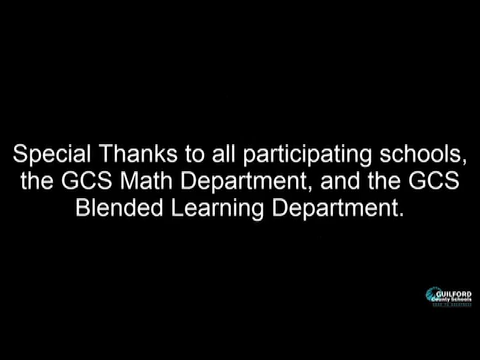 Special Thanks to all participating schools,
the GCS Math Department, and the GCS
Blended Learning Department.
GUILFORD
County Schools